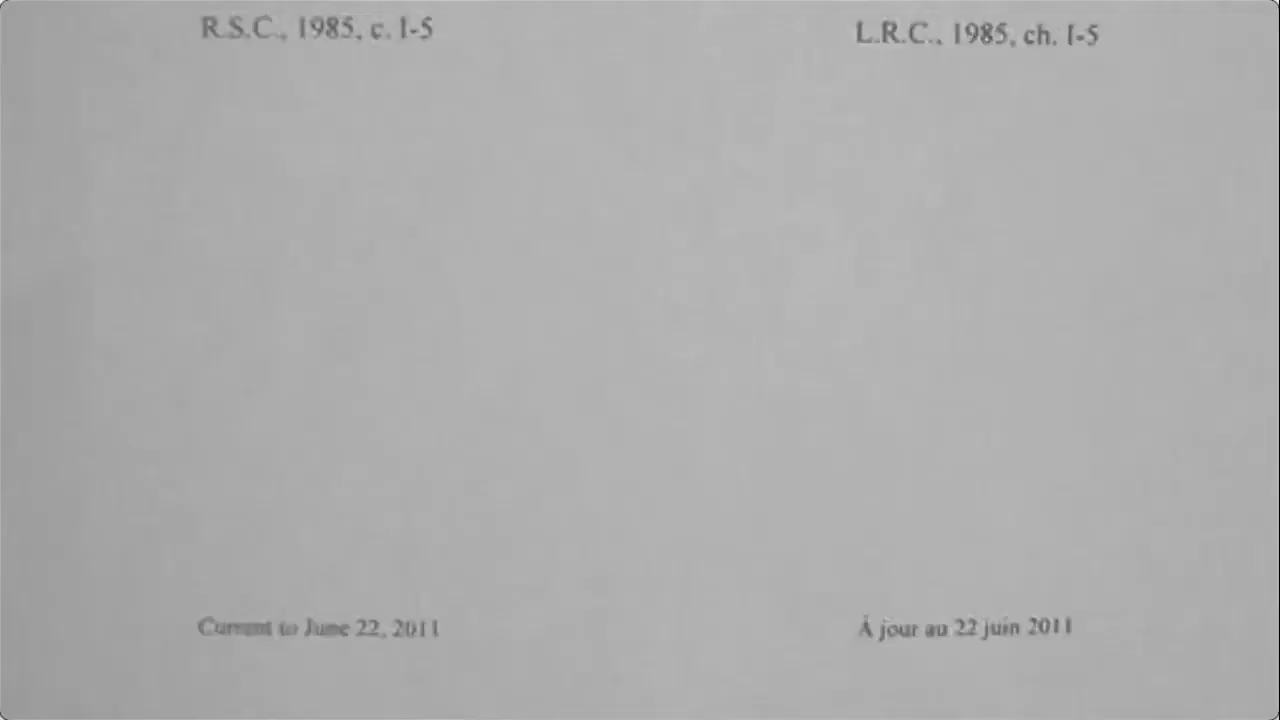 R.S.C., 1985, c. I-5
L.R.C., 1985, ch. I-5
Current to June 22, 2011
À jour au 22 juin 2011